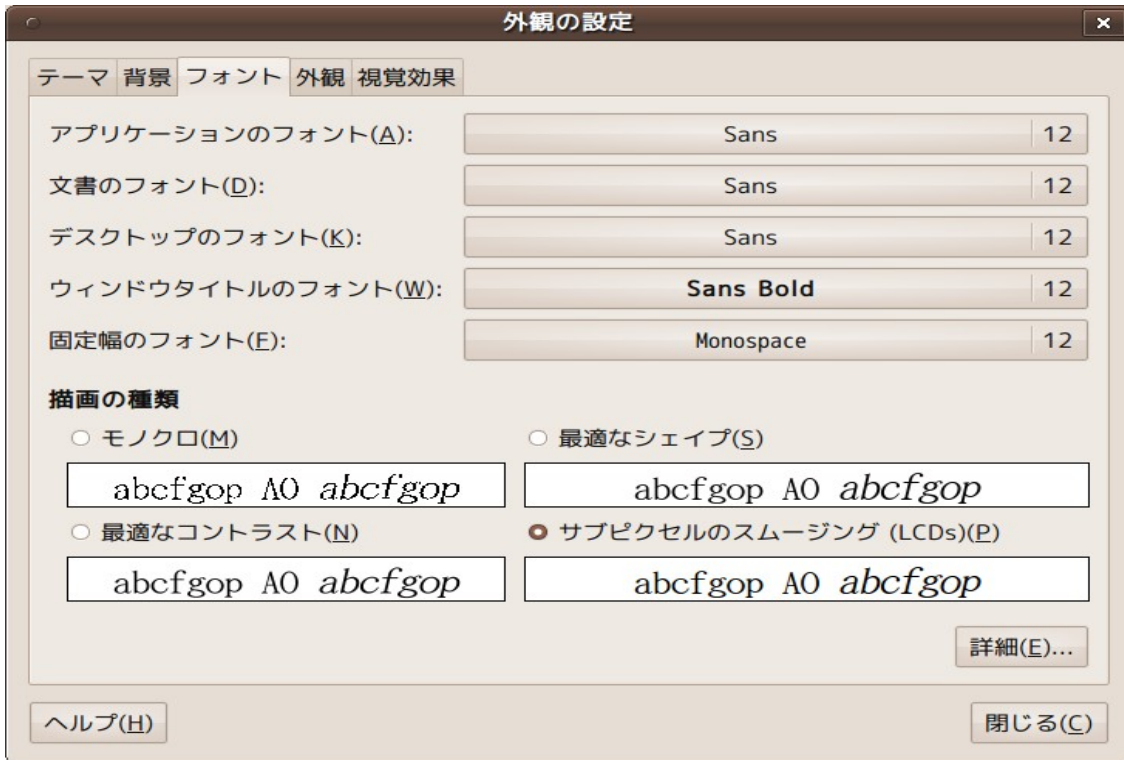 外観の設定
テーマ 背景 フォント 外観 視覚効果
アプリケーションのフォント(A): Sans 12
文書のフォント(D): Sans 12
デスクトップのフォント(K): Sans 12
ウィンドウタイトルのフォント(W): Sans Bold 12
固定幅のフォント(F): Monospace 12
描画の種類
モノクロ(M) 最適なシェイプ(S)
abcfgop AO abcfgop abcfgop AO abcfgop
最適なコントラスト(N) サブピクセルのスムージング (LCDs)(P)
abcfgop AO abcfgop abcfgop AO abcfgop
詳細(E)...
ヘルプ(H) 閉じる(C)